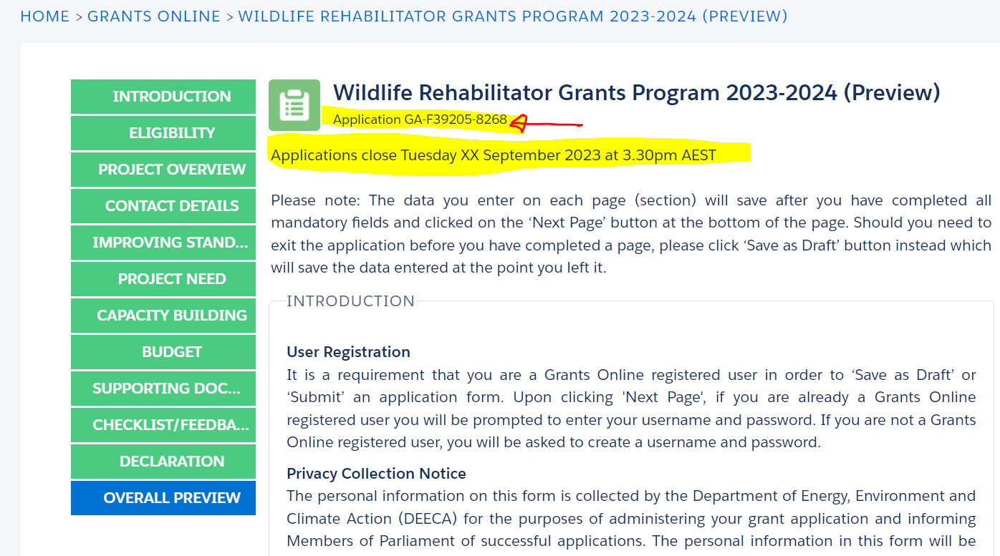 HOME > GRANTS ONLINE > WILDLIFE REHABILITATOR GRANTS PROGRAM 2023-2024 (PREVIEW)
INTRODUCTION
ELIGIBILITY
PROJECT OVERVIEW
CONTACT DETAILS
IMPROVING STAND...
PROJECT NEED
CAPACITY BUILDING
BUDGET
SUPPORTING DOC...
CHECKLIST/FEEDBA...
DECLARATION
OVERALL PREVIEW
Wildlife Rehabilitator Grants Program 2023-2024 (Preview)
Application GA-F39205-8268
Applications close Tuesday XX September 2023 at 3.30pm AEST
Please note: The data you enter on each page (section) will save after you have completed all
mandatory fields and clicked on the ‘Next Page’ button at the bottom of the page. Should you need to
exit the application before you have completed a page, please click ‘Save as Draft’ button instead which
will save the data entered at the point you left it.
INTRODUCTION
User Registration
It is a requirement that you are a Grants Online registered user in order to ‘Save as Draft’ or
‘Submit’ an application form. Upon clicking 'Next Page', if you are already a Grants Online
registered user you will be prompted to enter your username and password. If you are not a Grants
Online registered user, you will be asked to create a username and password.
Privacy Collection Notice
The personal information on this form is collected by the Department of Energy, Environment and
Climate Action (DEECA) for the purposes of administering your grant application and informing
Members of Parliament of successful applications. The personal information in this form will be